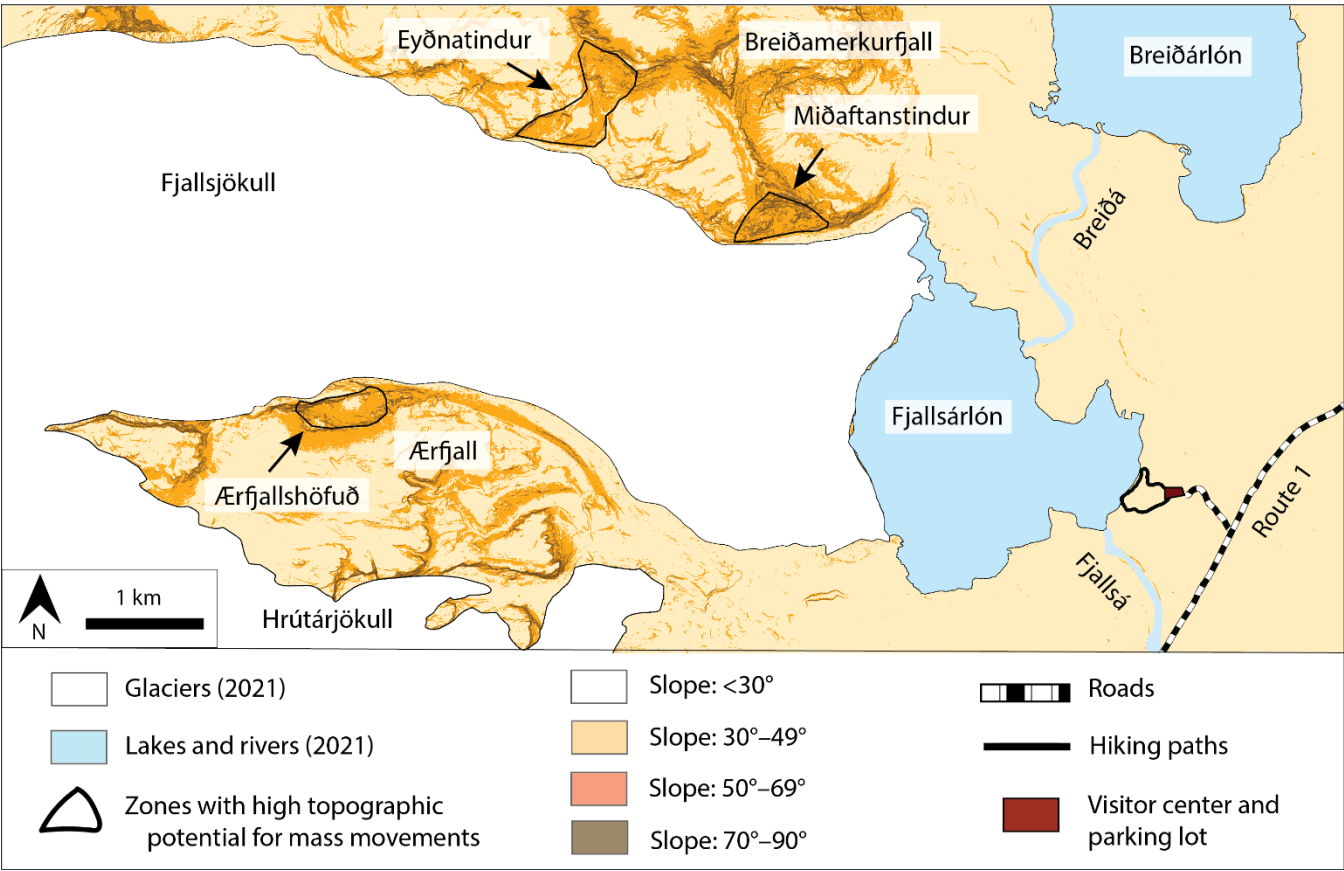 Eyðnatindur
Breiðamerkurfjall
Breiðárlón
Miðaftanstindur
Fjallsjökull
Breiðá
Fjallsárlón
Ærfjall
Ærfjallshöfuð
Route 1
Fjallsá
1 km
N
Hrútárjökull
Glaciers (2021)
Lakes and rivers (2021)
Zones with high topographic
potential for mass movements
Slope: <30°
Slope: 30°–49°
Slope: 50°–69°
Slope: 70°–90°
Roads
Hiking paths
Visitor center and
parking lot